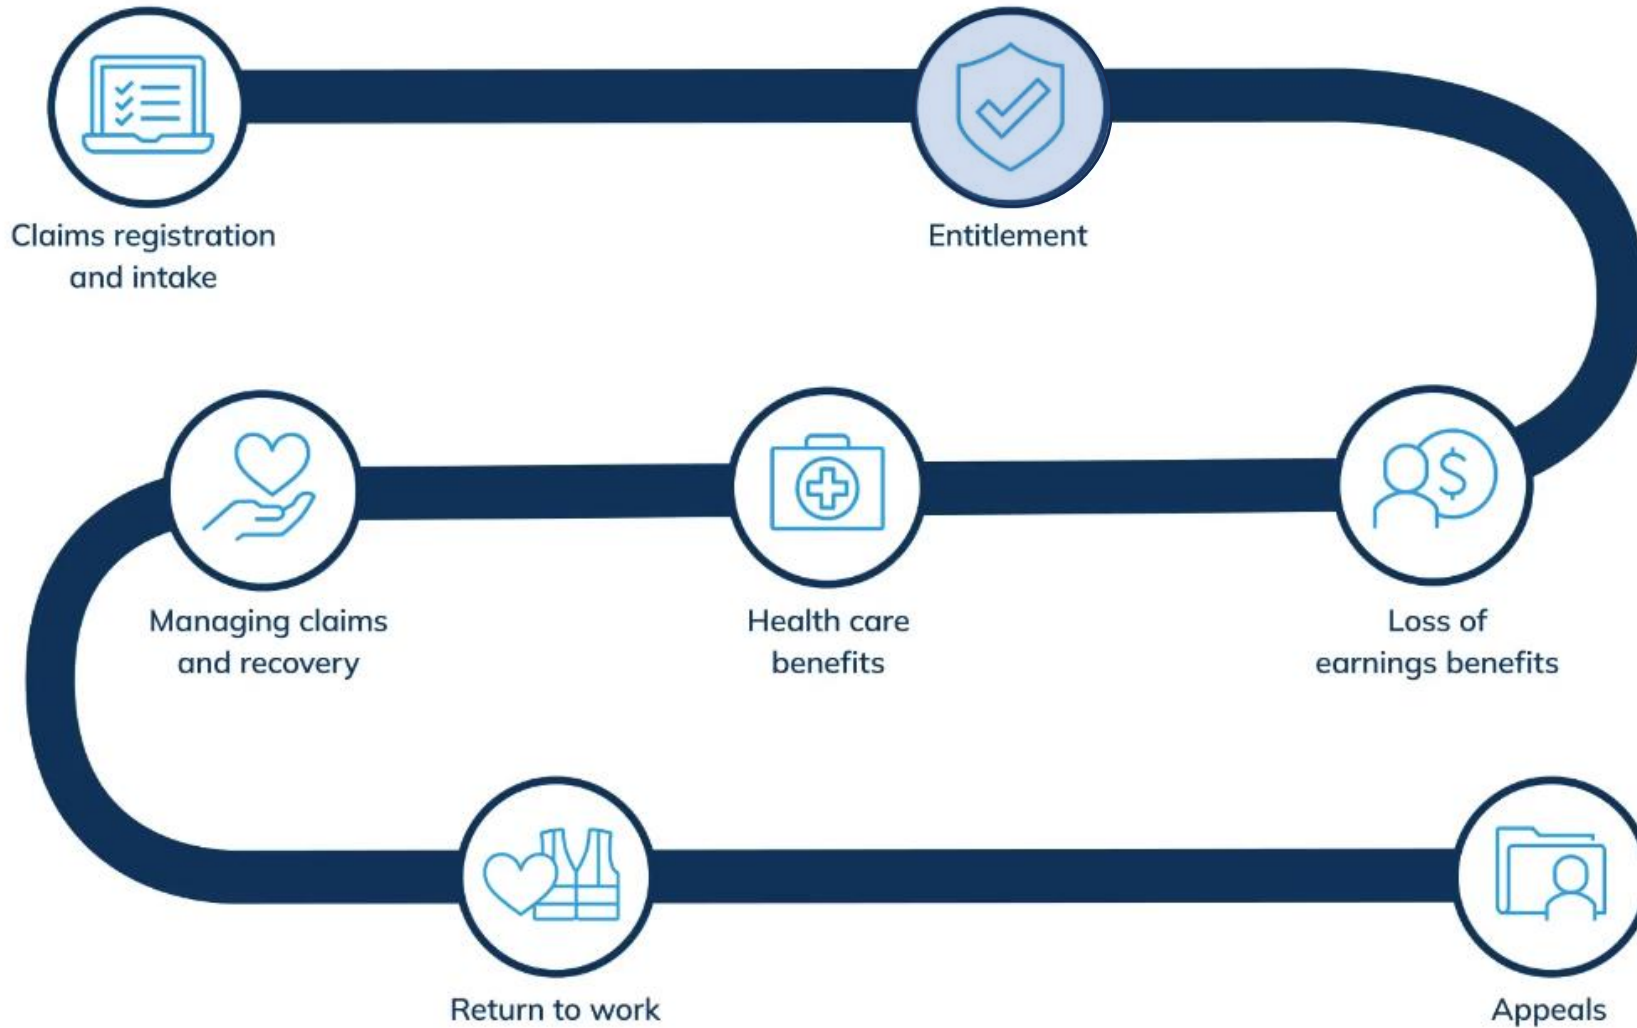 Claims registration
and intake
Entitlement
Managing claims
and recovery
Health care
benefits
Loss of
earnings benefits
Return to work
Appeals